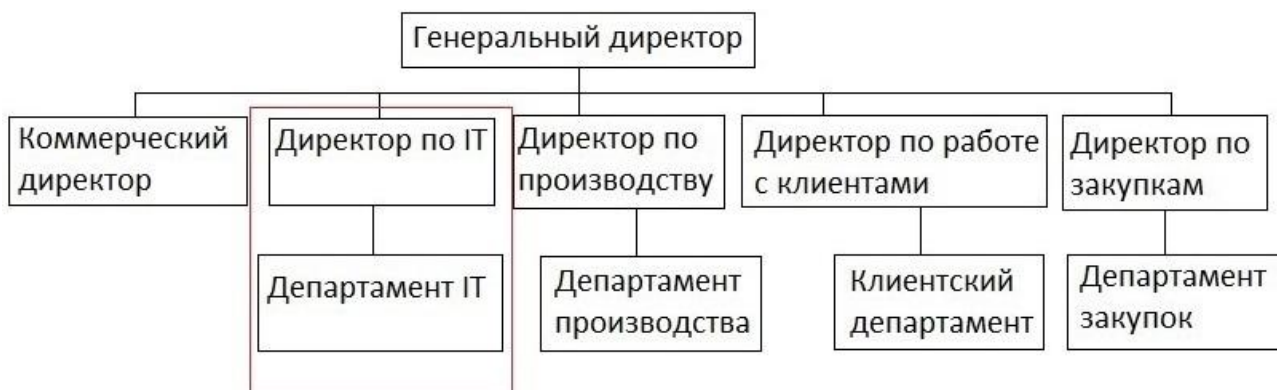 Генеральный директор
Коммерческий
директор
Директор по IT
Директор по
производству
Директор по работе
с клиентами
Директор по
закупкам
Департамент IT
Департамент
производства
Клиентский
департамент
Департамент
закупок